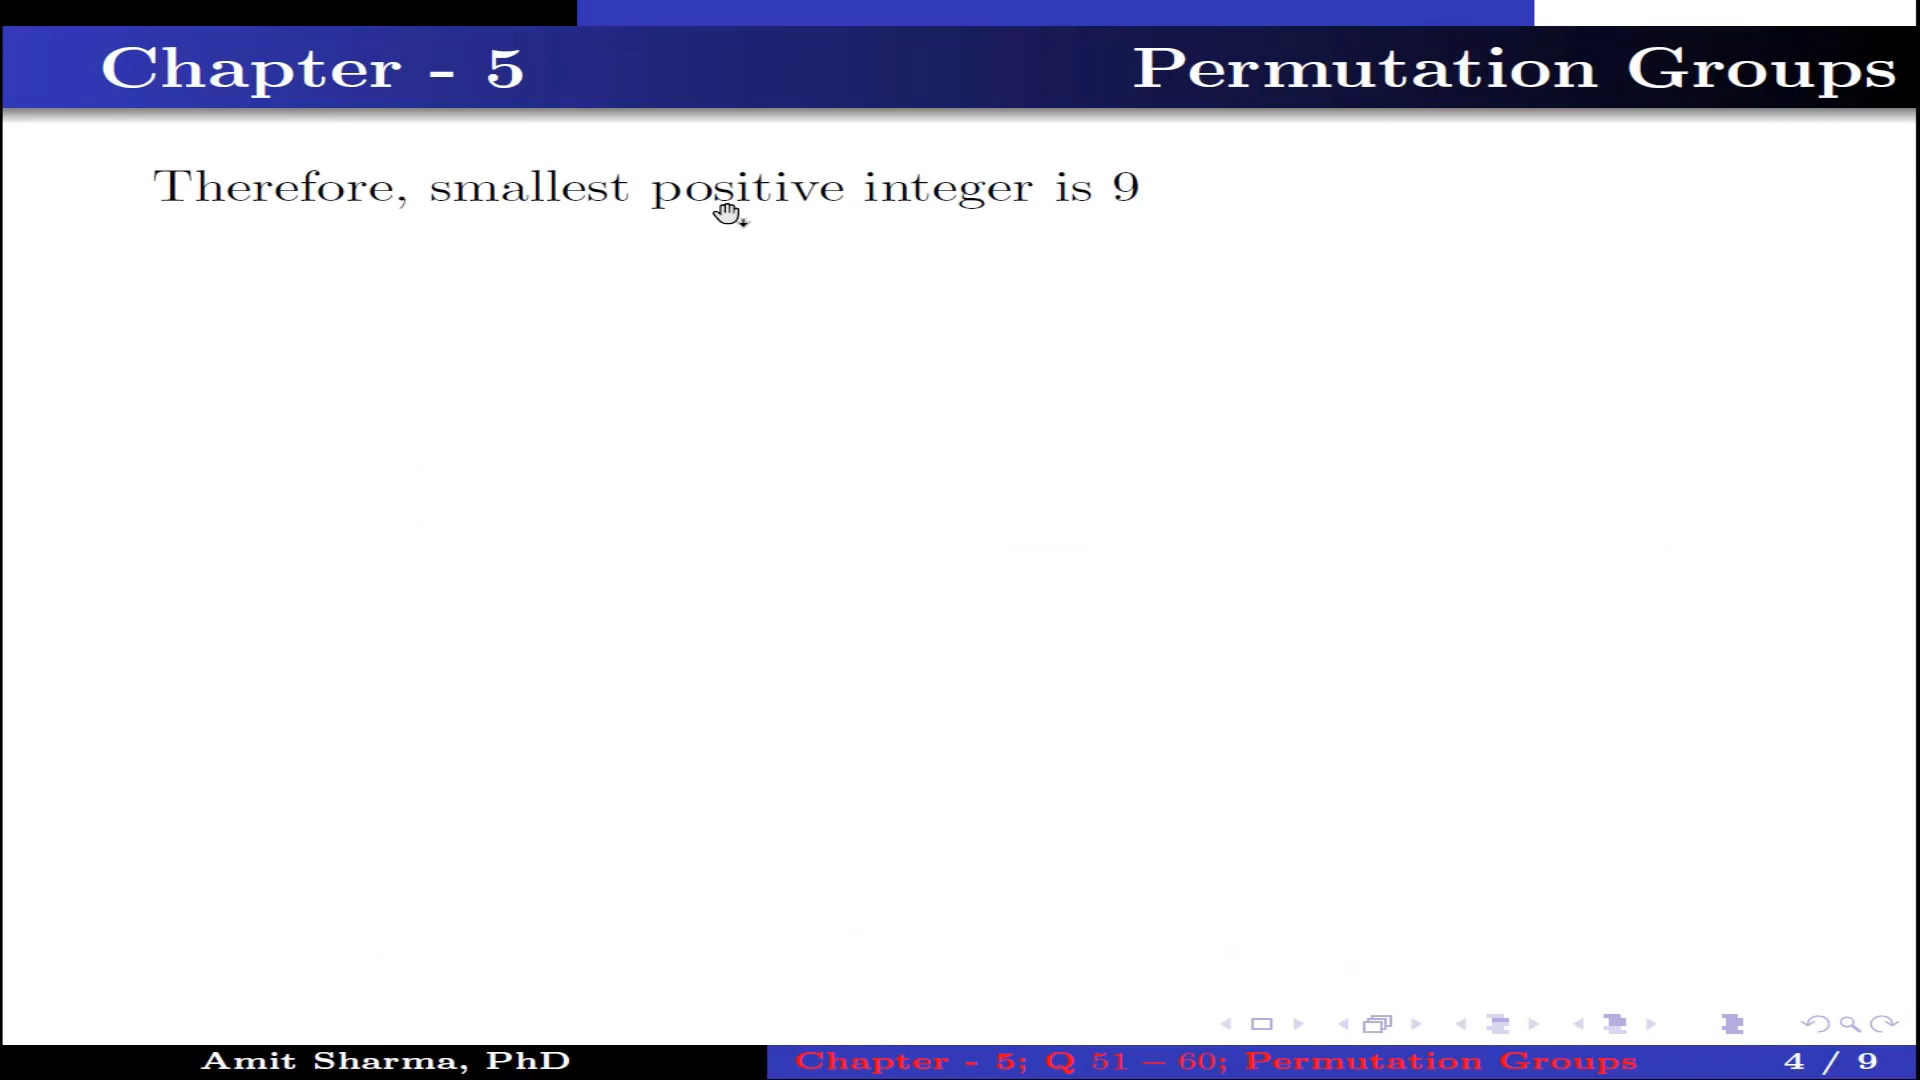 Chapter - 5 Permutation Groups
Therefore, smallest positive integer is 9
Amit Sharma, PhD Chapter - 5; Q 51 – 60; Permutation Groups 4 / 9